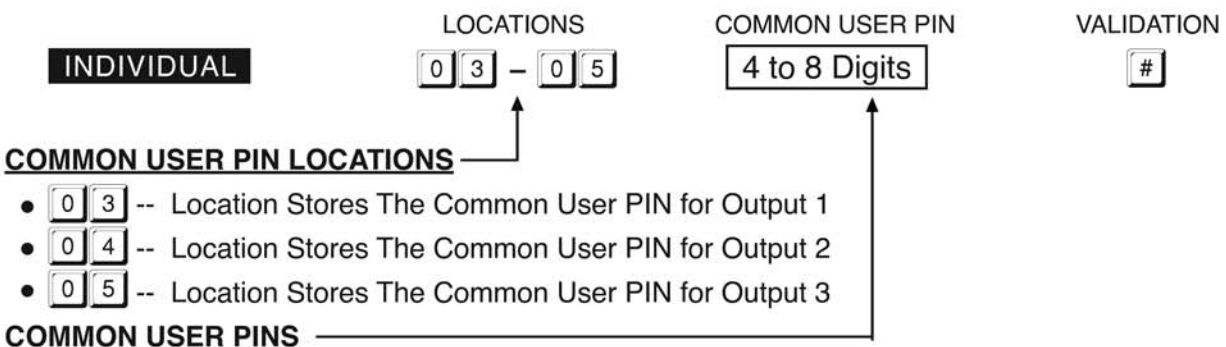 LOCATIONS COMMON USER PIN VALIDATION
INDIVIDUAL 0 3 – 0 5 4 to 8 Digits #
COMMON USER PIN LOCATIONS
• 0 3 -- Location Stores The Common User PIN for Output 1
• 0 4 -- Location Stores The Common User PIN for Output 2
• 0 5 -- Location Stores The Common User PIN for Output 3
COMMON USER PINS